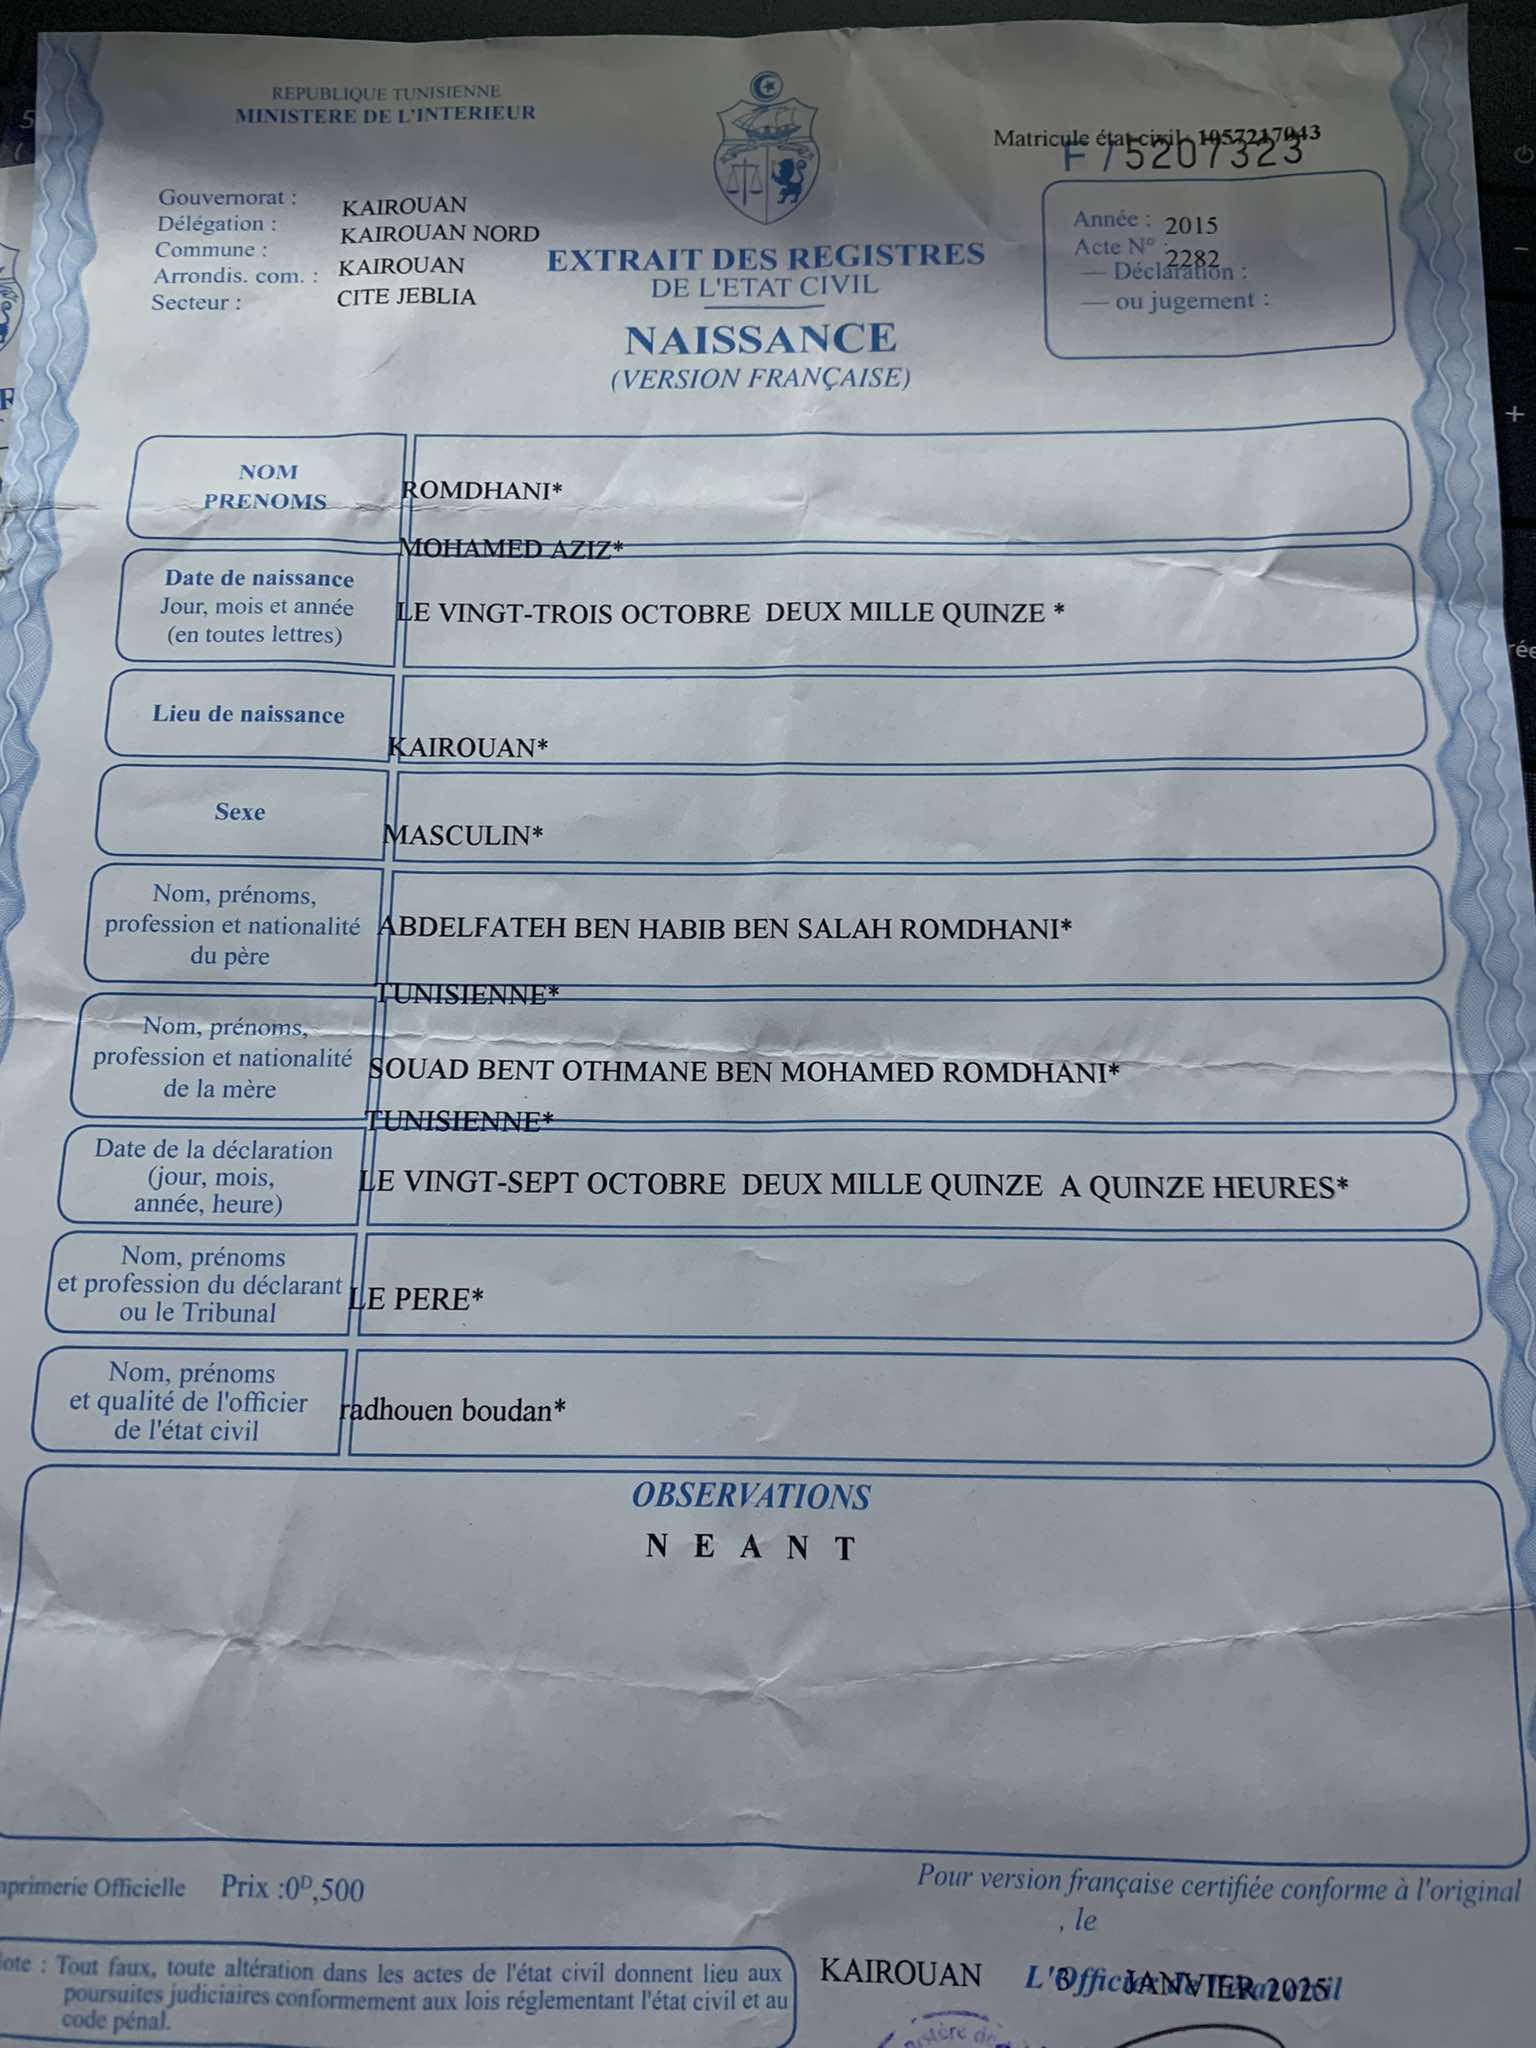 REPUBLIQUE TUNISIENNE
MINISTERE DE L'INTERIEUR
Matricule état civil : 1057217043
F / 5207323
Gouvernorat : KAIROUAN
Délégation : KAIROUAN NORD
Commune :
Arrondis. com. : KAIROUAN
Secteur : CITE JEBLIA
EXTRAIT DES REGISTRES
DE L'ETAT CIVIL
NAISSANCE
(VERSION FRANÇAISE)
Année : 2015
Acte N° : 2282
— Déclaration :
— ou jugement :
NOM
PRENOMS
ROMDHANI*
MOHAMED AZIZ*
Date de naissance
Jour, mois et année
(en toutes lettres)
LE VINGT-TROIS OCTOBRE DEUX MILLE QUINZE *
Lieu de naissance
KAIROUAN*
Sexe
MASCULIN*
Nom, prénoms,
profession et nationalité
du père
ABDELFATEH BEN HABIB BEN SALAH ROMDHANI*
TUNISIENNE*
Nom, prénoms,
profession et nationalité
de la mère
SOUAD BENT OTHMANE BEN MOHAMED ROMDHANI*
TUNISIENNE*
Date de la déclaration
(jour, mois,
année, heure)
LE VINGT-SEPT OCTOBRE DEUX MILLE QUINZE A QUINZE HEURES*
Nom, prénoms
et profession du déclarant
ou le Tribunal
LE PERE*
Nom, prénoms
et qualité de l'officier
de l'état civil
radhouen boudan*
OBSERVATIONS
N E A N T
Officielle Prix :0ᴰ,500
Pour version française certifiée conforme à l'original
, le
KAIROUAN 3 JANVIER 2025
L'Officier de l'état civil
: Tout faux, toute altération dans les actes de l'état civil donnent lieu aux
poursuites judiciaires conformement aux lois réglementant l'état civil et au
code pénal.